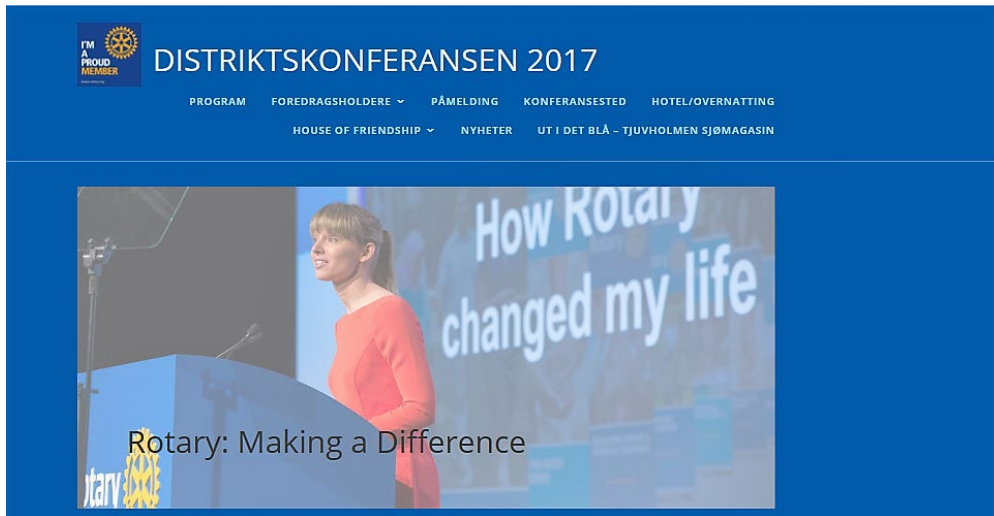 I'M
A
PROUD
MEMBER
DISTRIKTSKONFERANSEN 2017
PROGRAM FOREDRAGSHOLDERE PÅMELDING KONFERANSESTED HOTEL/OVERNATTING
HOUSE OF FRIENDSHIP NYHETER UT I DET BLÅ – TJUVHOLMEN SJØMAGASIN
How Rotary
changed my life
Rotary: Making a Difference
otary